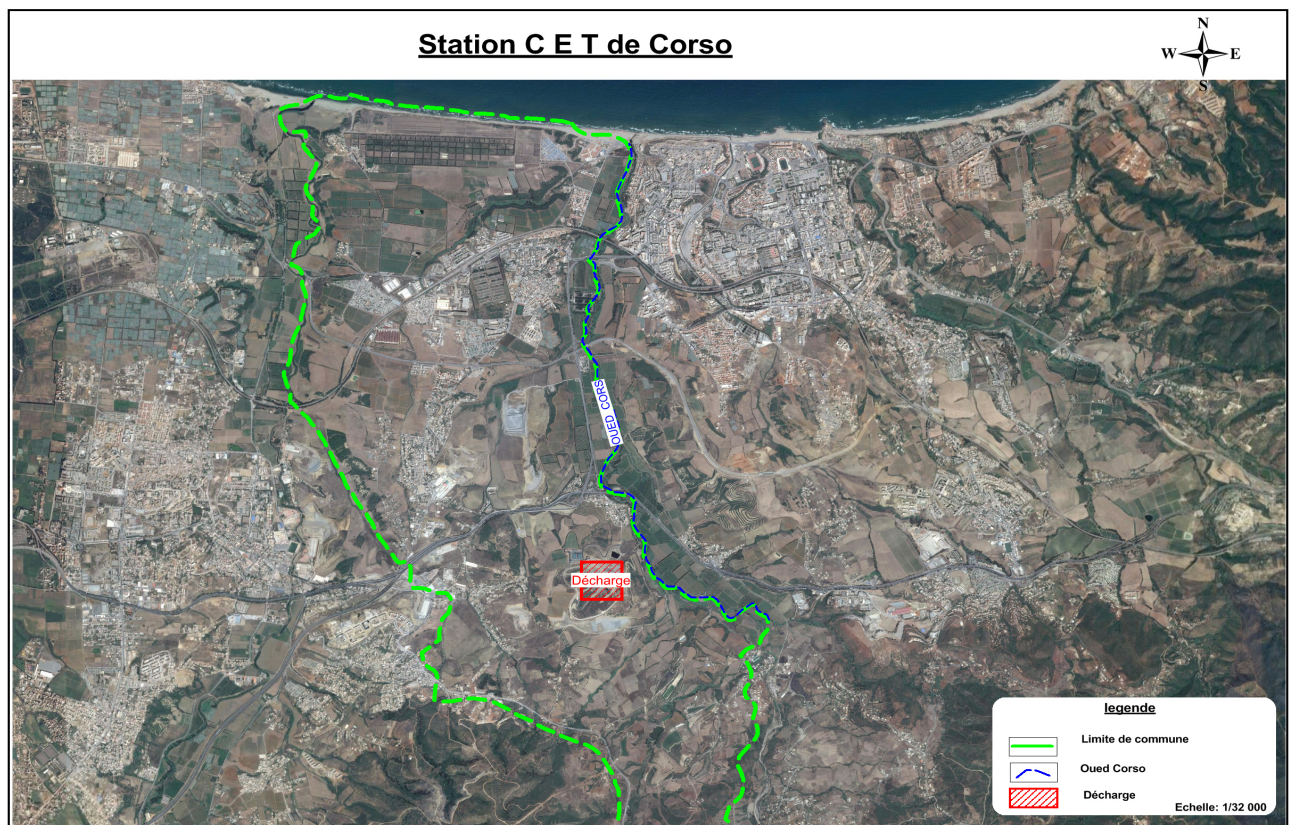 Station C E T de Corso
N
W E
S
OUED CORS
Décharge
legende
Limite de commune
Oued Corso
Décharge
Echelle: 1/32 000